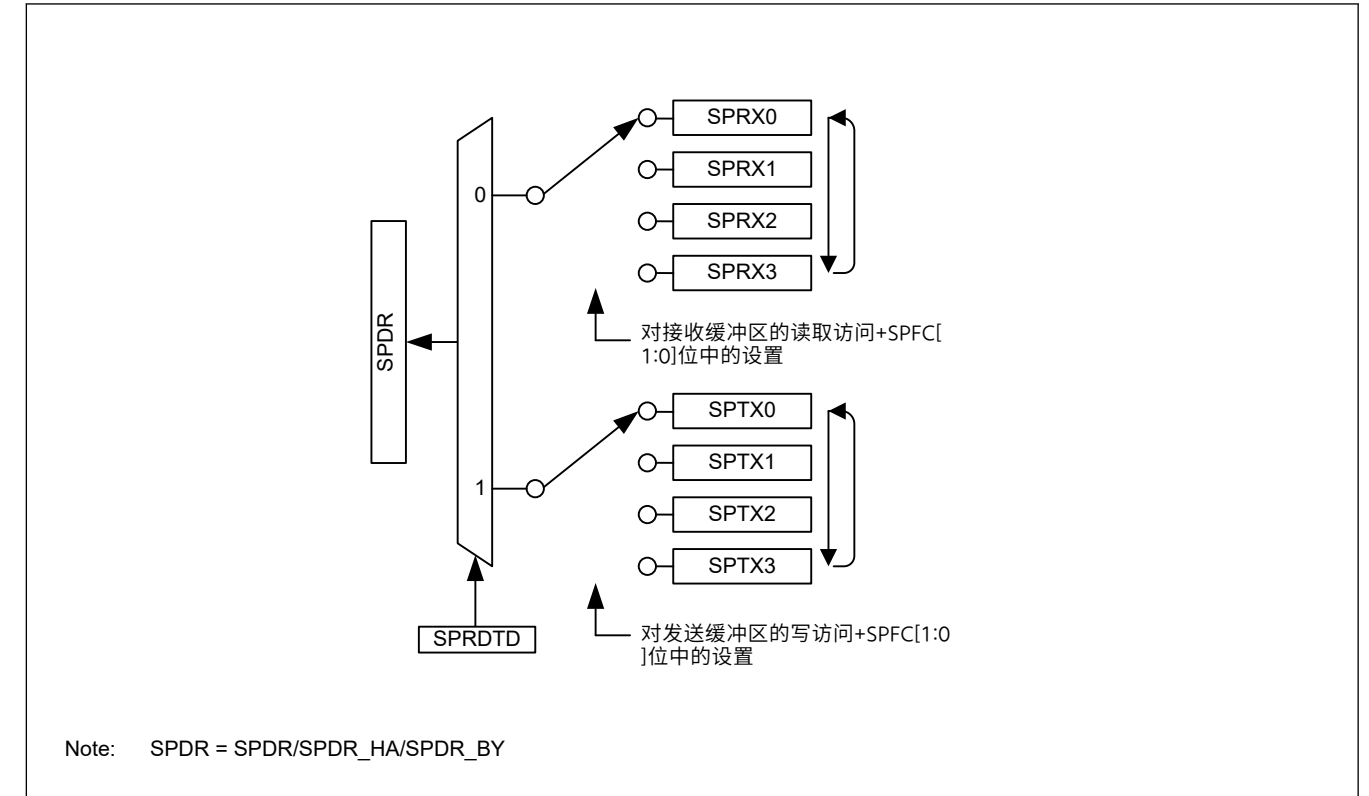 SPRX0
SPRX1
0
SPRX2
SPRX3
SPDR
对接收缓冲区的读取访问+SPFC[
1:0]位中的设置
SPTX0
SPTX1
1
SPTX2
SPTX3
SPRDTD
对发送缓冲区的写访问+SPFC[1:0
]位中的设置
Note: SPDR = SPDR/SPDR_HA/SPDR_BY